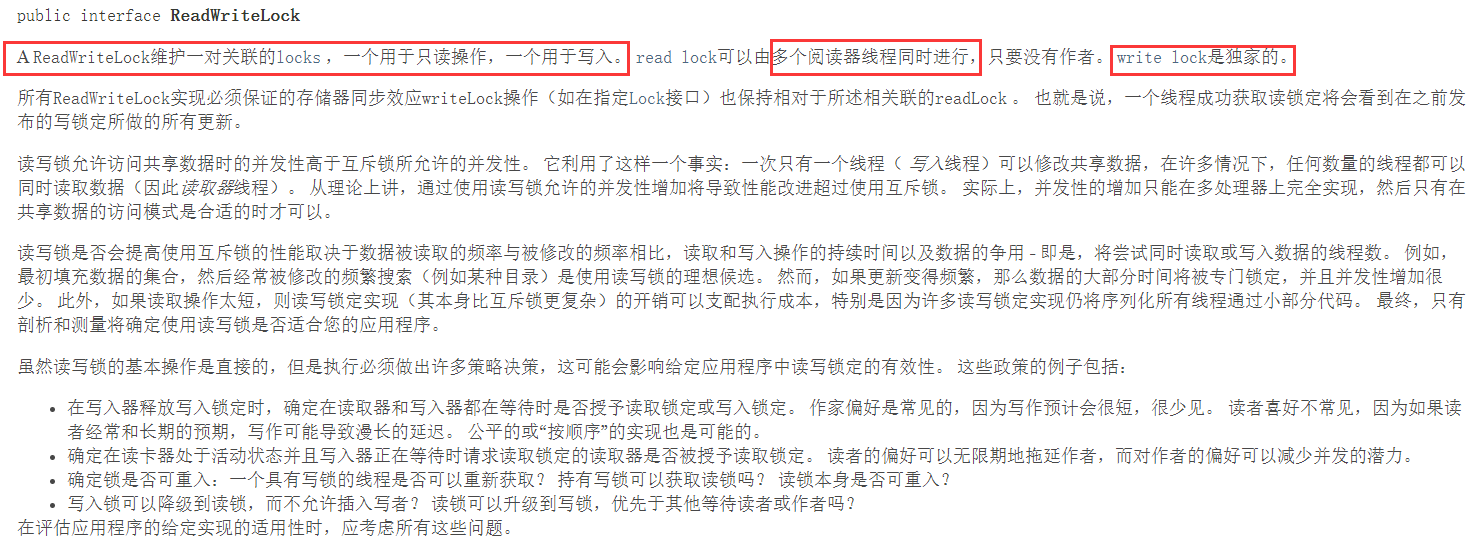 public interface ReadWriteLock
A ReadWriteLock维护一对关联的locks ，一个用于只读操作， 一个用于写入。 read lock可以由多个阅读器线程同时进行， 只要没有作者。 write lock是独家的。
所有ReadWriteLock实现必须保证的存储器同步效应writeLock操作（如在指定Lock接口）也保持相对于所述相关联的readLock 。 也就是说，一个线程成功获取读锁定将会看到在之前发
布的写锁定所做的所有更新。
读写锁允许访问共享数据时的并发性高于互斥锁所允许的并发性。 它利用了这样一个事实：一次只有一个线程（ 写入线程）可以修改共享数据，在许多情况下，任何数量的线程都可以
同时读取数据（因此读取器线程）。 从理论上讲，通过使用读写锁允许的并发性增加将导致性能改进超过使用互斥锁。 实际上，并发性的增加只能在多处理器上完全实现，然后只有在
共享数据的访问模式是合适的时才可以。
读写锁是否会提高使用互斥锁的性能取决于数据被读取的频率与被修改的频率相比，读取和写入操作的持续时间以及数据的争用 - 即是，将尝试同时读取或写入数据的线程数。 例如，
最初填充数据的集合，然后经常被修改的频繁搜索（例如某种目录）是使用读写锁的理想候选。 然而，如果更新变得频繁，那么数据的大部分时间将被专门锁定，并且并发性增加很
少。 此外，如果读取操作太短，则读写锁定实现（其本身比互斥锁更复杂）的开销可以支配执行成本，特别是因为许多读写锁定实现仍将序列化所有线程通过小部分代码。 最终，只有
剖析和测量将确定使用读写锁是否适合您的应用程序。
虽然读写锁的基本操作是直接的，但是执行必须做出许多策略决策，这可能会影响给定应用程序中读写锁定的有效性。 这些政策的例子包括：
• 在写入器释放写入锁定时，确定在读取器和写入器都在等待时是否授予读取锁定或写入锁定。 作家偏好是常见的，因为写作预计会很短，很少见。 读者喜好不常见，因为如果读
者经常和长期的预期，写作可能导致漫长的延迟。 公平的或“按顺序”的实现也是可能的。
• 确定在读卡器处于活动状态并且写入器正在等待时请求读取锁定的读取器是否被授予读取锁定。 读者的偏好可以无限期地拖延作者，而对作者的偏好可以减少并发的潜力。
• 确定锁是否可重入：一个具有写锁的线程是否可以重新获取？ 持有写锁可以获取读锁吗？ 读锁本身是否可重入？
• 写入锁可以降级到读锁，而不允许插入写者？ 读锁可以升级到写锁，优先于其他等待读者或作者吗？
在评估应用程序的给定实现的适用性时，应考虑所有这些问题。